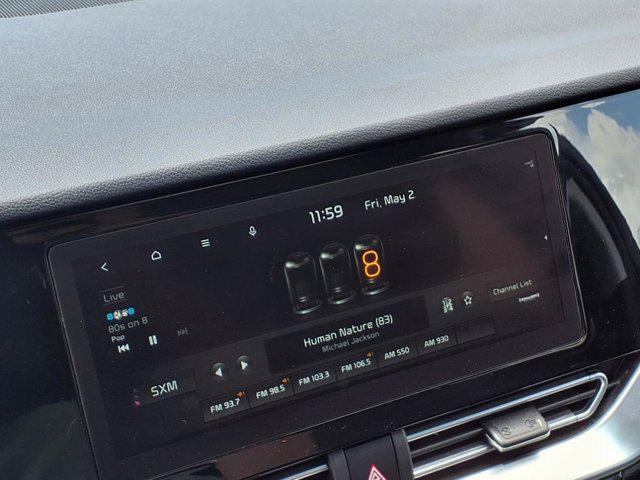 11:59
Fri, May 2
Live
8
80s on 8
Pop
Channel List
Human Nature (83)
Michael Jackson
SXM
FM 93.7
FM 98.5
FM 103.3
FM 106.5
AM 550
AM 930